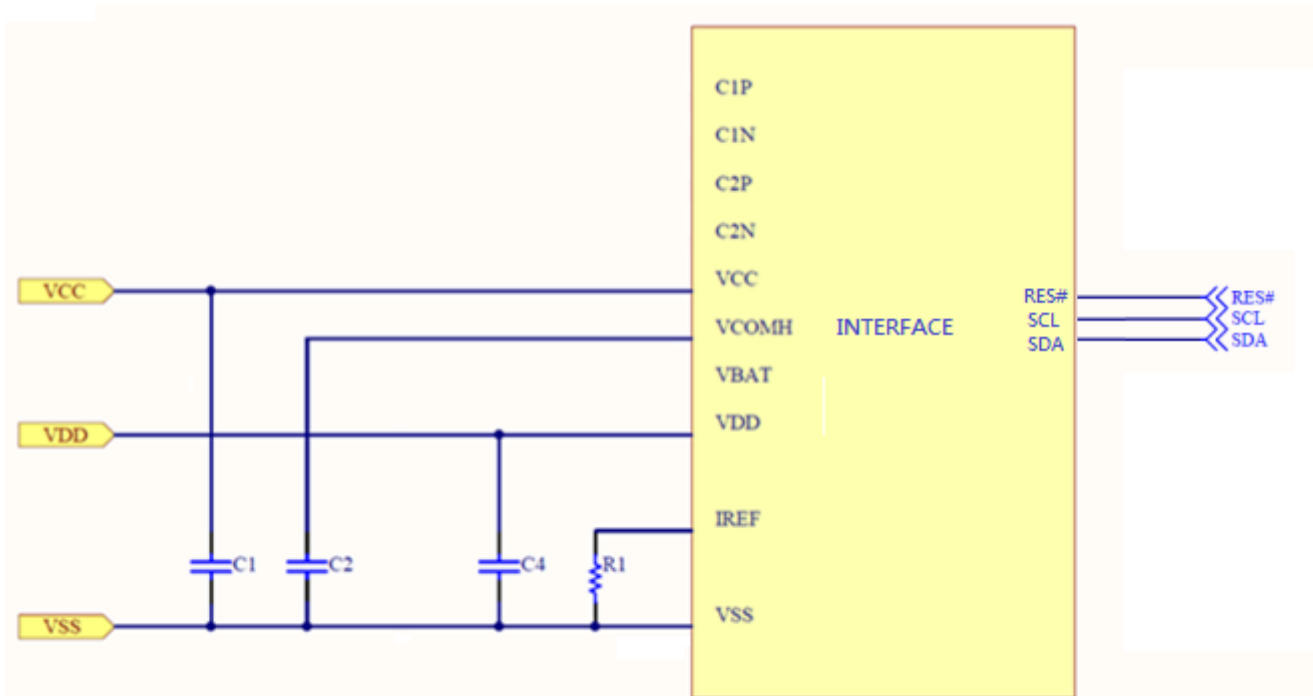 C1P
C1N
C2P
C2N
VCC VCC
RES# RES#
VCOMH INTERFACE SCL SCL
SDA SDA
VBAT
VDD VDD
IREF
C1 C2 C4 R1
VSS VSS